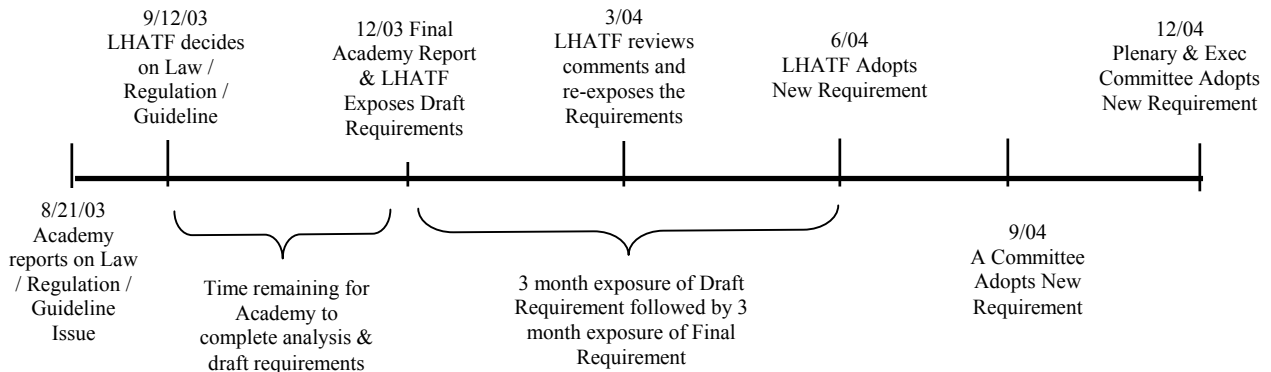 9/12/03
LHATF decides
on Law /
Regulation /
Guideline
12/03 Final
Academy Report
& LHATF
Exposes Draft
Requirements
3/04
LHATF reviews
comments and
re-exposes the
Requirements
6/04
LHATF Adopts
New Requirement
12/04
Plenary & Exec
Committee Adopts
New Requirement
8/21/03
Academy
reports on Law
/ Regulation /
Guideline
Issue
Time remaining for
Academy to
complete analysis &
draft requirements
3 month exposure of Draft
Requirement followed by 3
month exposure of Final
Requirement
9/04
A Committee
Adopts New
Requirement